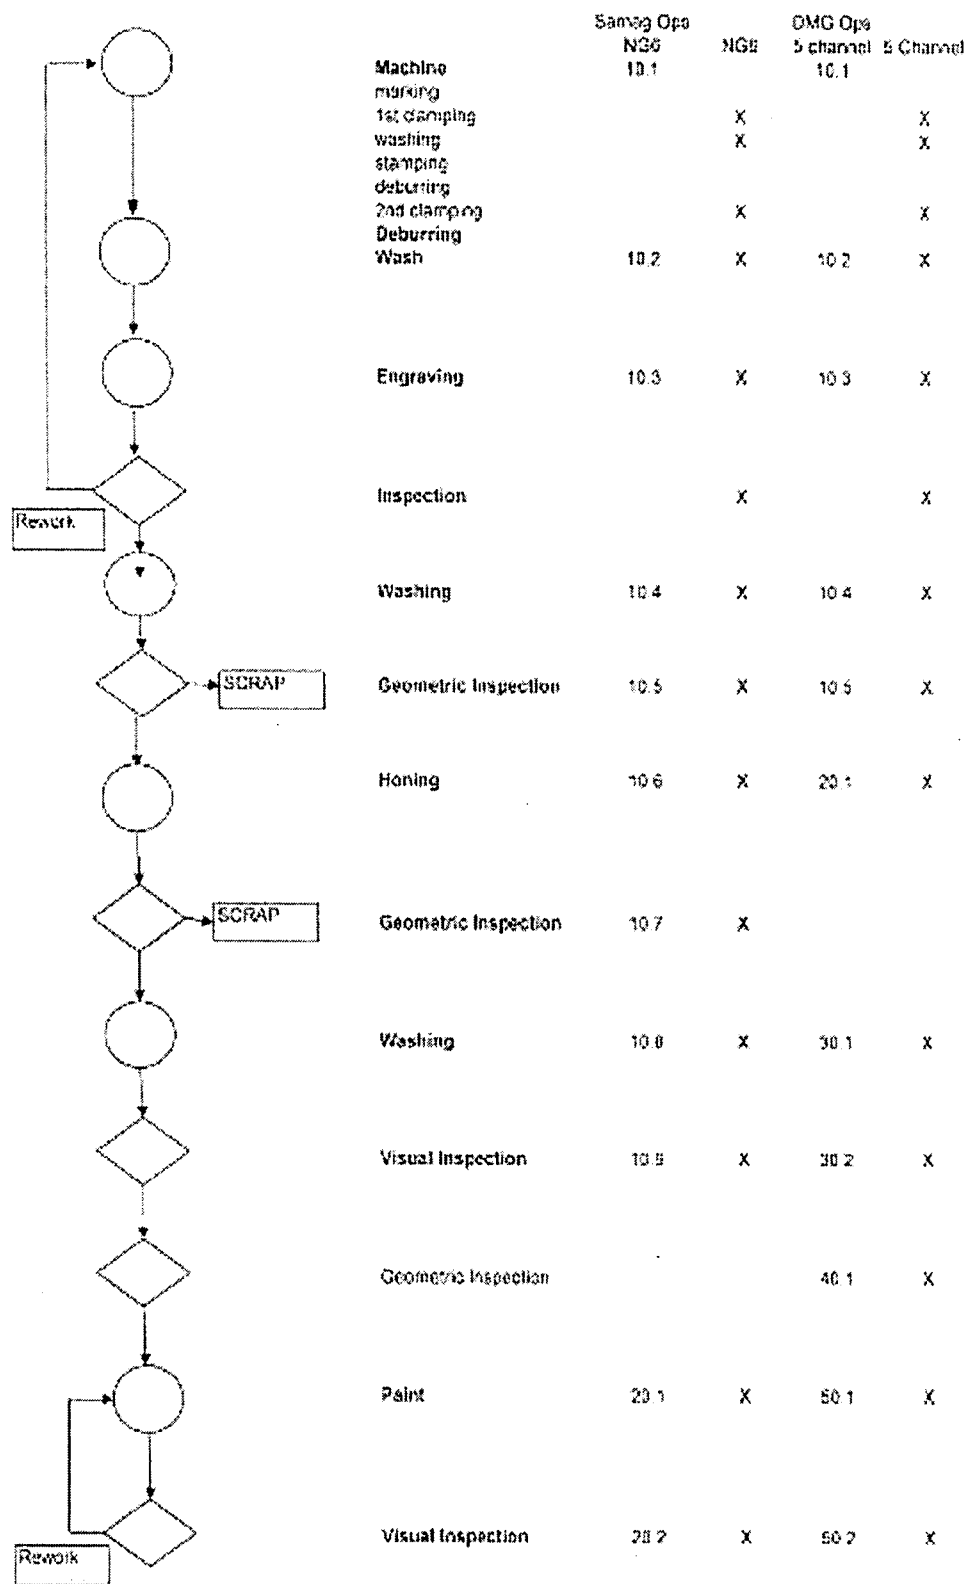 Samag Ops DMG Ops
NG6 NG6 5 channel 5 Channel
Machine 10.1 10.1
marking
1st clamping X X
washing X X
stamping
deburring
2nd clamping X X
Deburring
Wash 10.2 X 10.2 X
Engraving 10.3 X 10.3 X
Inspection X X
Rework
Washing 10.4 X 10.4 X
SCRAP Geometric Inspection 10.5 X 10.5 X
Honing 10.6 X 20.1 X
SCRAP Geometric Inspection 10.7 X
Washing 10.8 X 30.1 X
Visual Inspection 10.9 X 30.2 X
Geometric Inspection 40.1 X
Paint 20.1 X 50.1 X
Visual Inspection 20.2 X 50.2 X
Rework